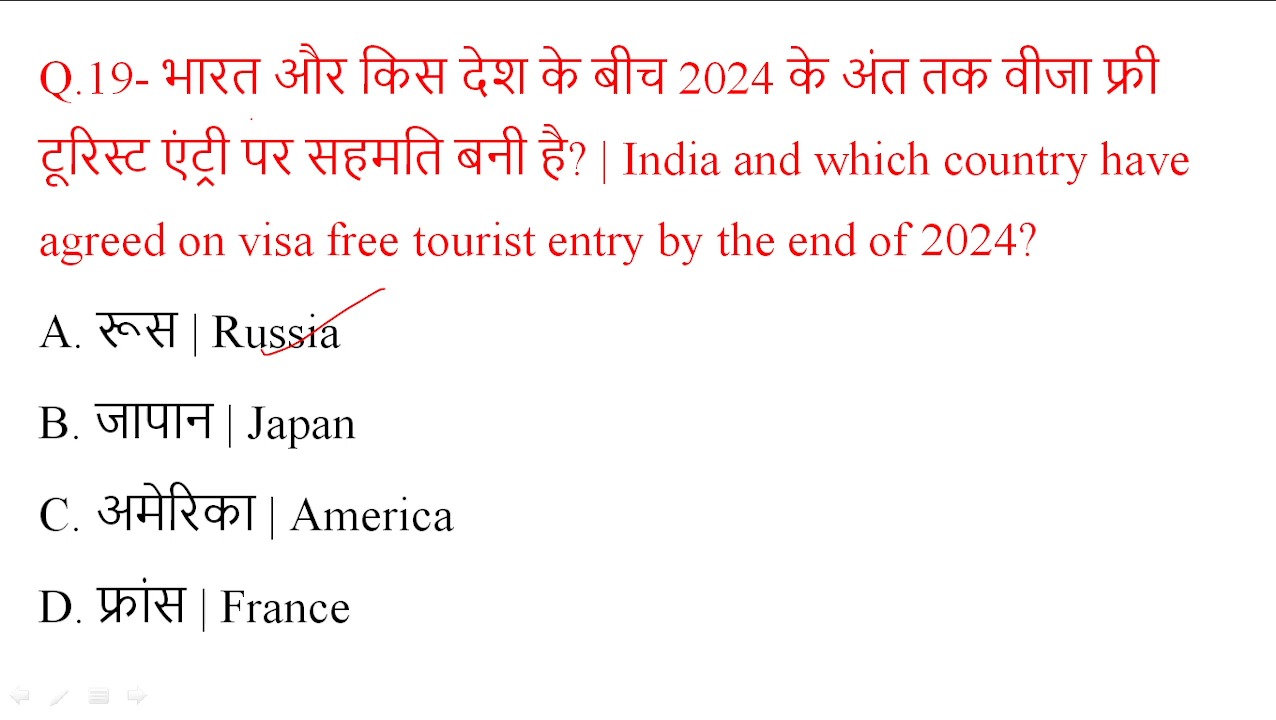 Q.19- भारत और किस देश के बीच 2024 के अंत तक वीजा फ्री
टूरिस्ट एंट्री पर सहमति बनी है? | India and which country have
agreed on visa free tourist entry by the end of 2024?
A. रूस | Russia
B. जापान | Japan
C. अमेरिका | America
D. फ्रांस | France